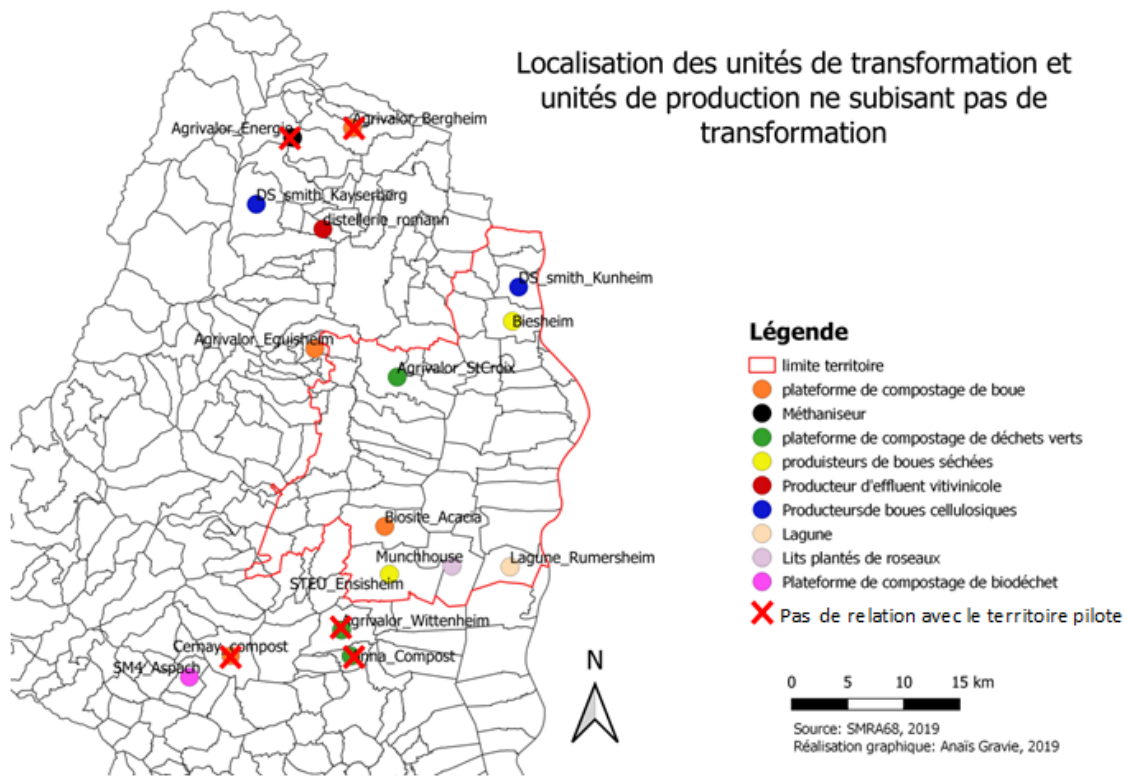 Localisation des unités de transformation et
unités de production ne subisant pas de
transformation
Agrivalor_Energie
Agrivalor_Bergheim
DS_smith_Kayserberg
distellerie_romann
DS_smith_Kunheim
Biesheim
Agrivalor_Equisheim
Agrivalor_StCroix
Biosite_Acacia
Munchhouse
Lagune_Rumersheim
STEU_Ensisheim
Agrivalor_Wittenheim
Cernay_compost
SM4_Aspach
Légende
limite territoire
plateforme de compostage de boue
Méthaniseur
plateforme de compostage de déchets verts
produisteurs de boues séchées
Producteur d'effluent vitivinicole
Producteursde boues cellulosiques
Lagune
Lits plantés de roseaux
Plateforme de compostage de biodéchet
Pas de relation avec le territoire pilote
N
0 5 10 15 km
Source: SMRA68, 2019
Réalisation graphique: Anaïs Gravie, 2019